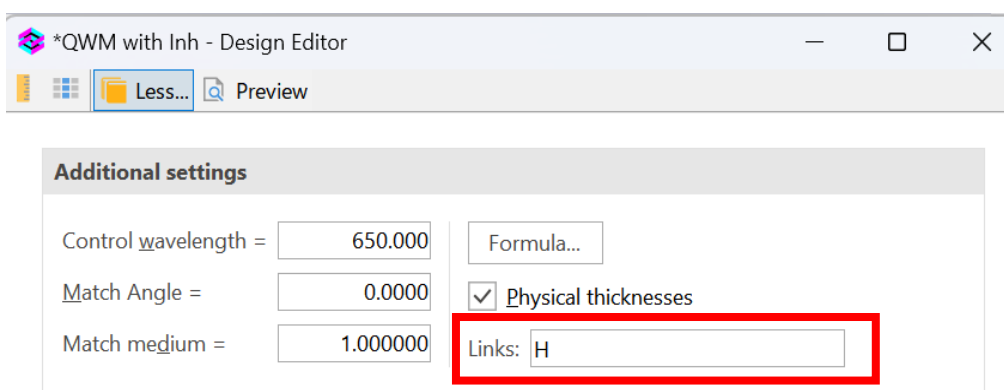 *QWM with Inh - Design Editor
Less... Preview
Additional settings
Control wavelength = 650.000 Formula...
Match Angle = 0.0000 Physical thicknesses
Match medium = 1.000000 Links: H